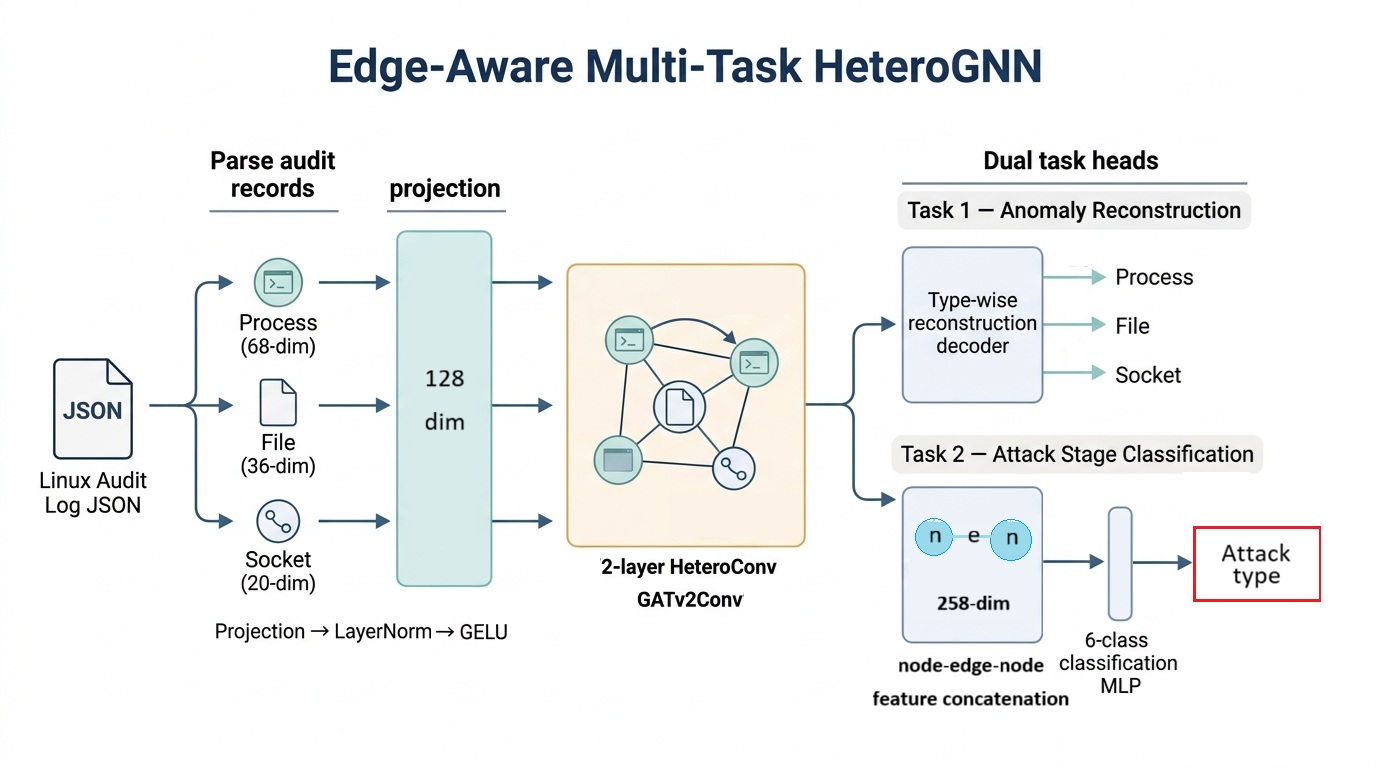 Edge-Aware Multi-Task HeteroGNN
Parse audit
records
projection
Dual task heads
Task 1 — Anomaly Reconstruction
JSON
Linux Audit
Log JSON
>_
Process
(68-dim)
File
(36-dim)
Socket
(20-dim)
128
dim
Projection → LayerNorm → GELU
>_
>_
2-layer HeteroConv
GATv2Conv
Type-wise
reconstruction
decoder
Process
File
Socket
Task 2 — Attack Stage Classification
n e n
258-dim
node-edge-node
feature concatenation
6-class
classification
MLP
Attack
type